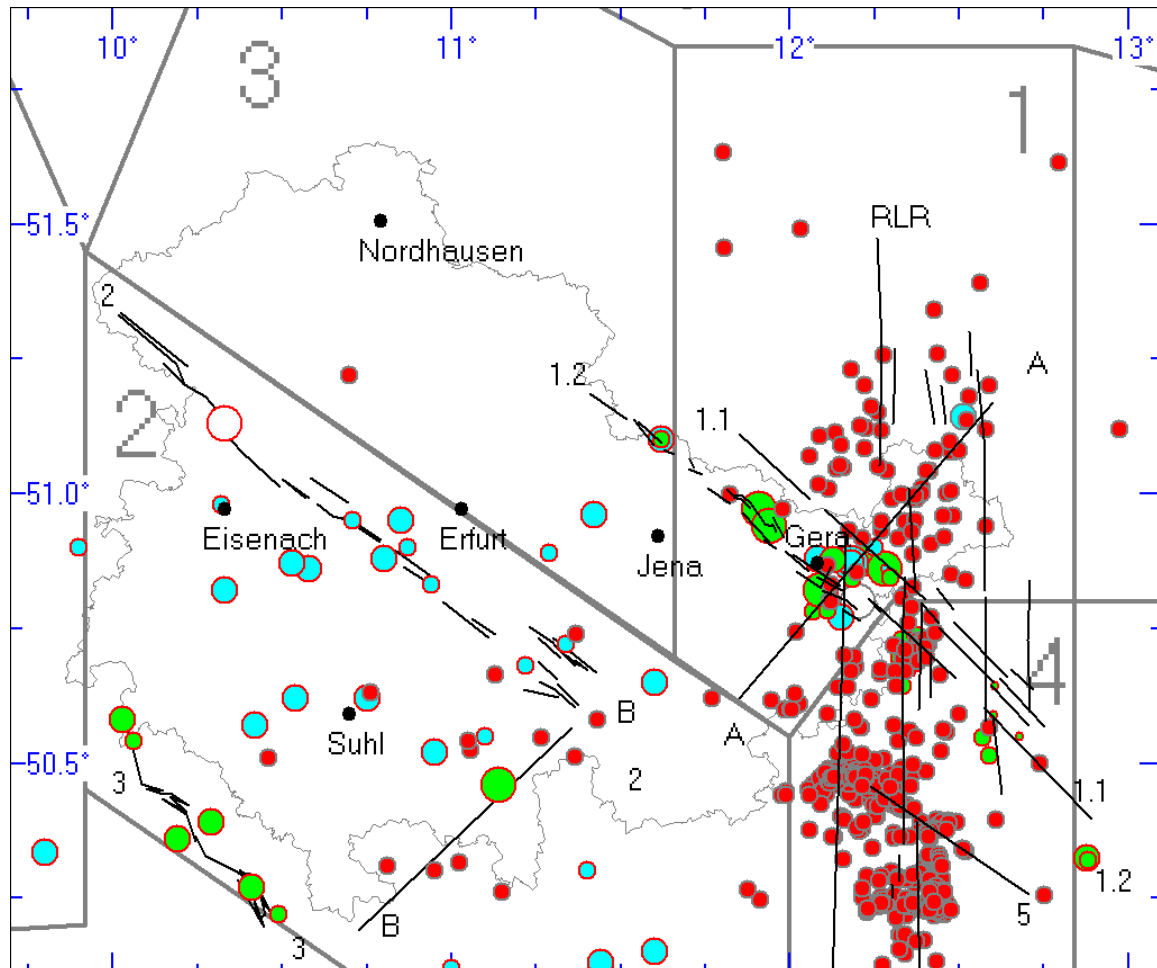 10° 11° 12° 13°
3
1
51.5°
RLR
Nordhausen
2
1.2
A
2
1.1
51.0°
Eisenach Erfurt Gera
Jena
4
B
Suhl A
3 2
50.5°
1.1
1.2
B 5
3